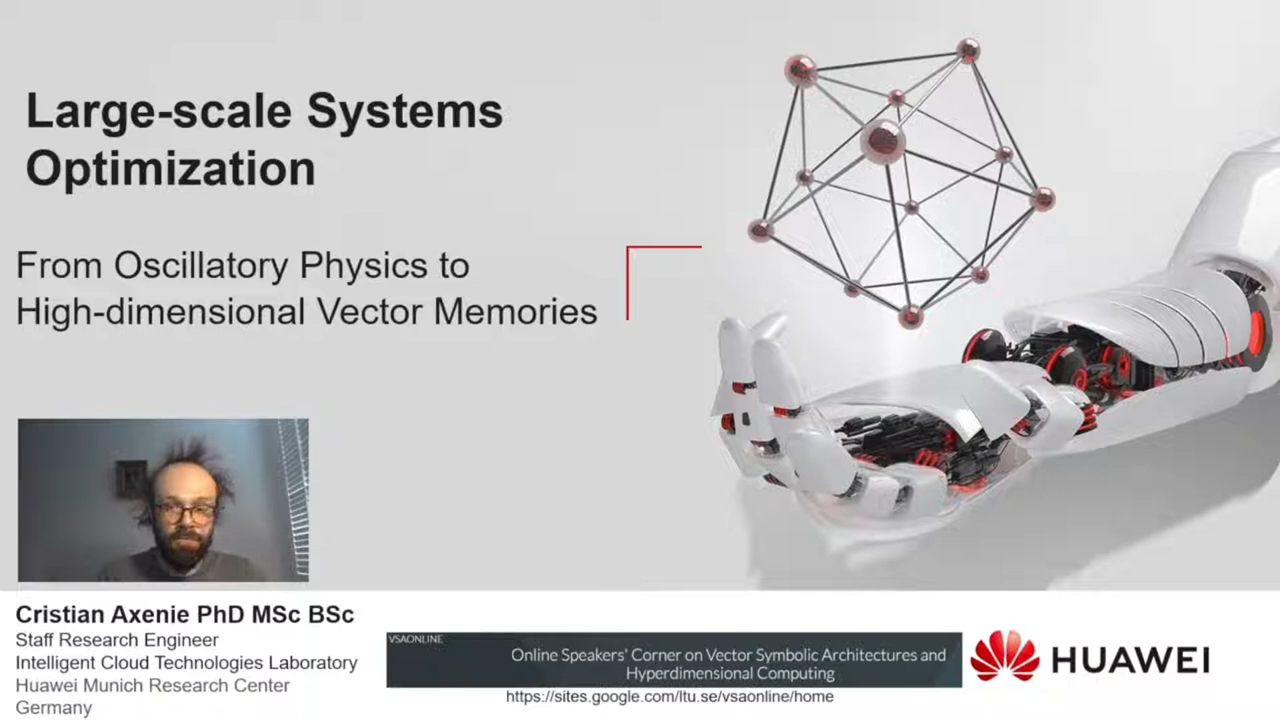 Large-scale Systems
Optimization
From Oscillatory Physics to
High-dimensional Vector Memories
Cristian Axenie PhD MSc BSc
Staff Research Engineer
Intelligent Cloud Technologies Laboratory
Huawei Munich Research Center
Germany
VSAONLINE
Online Speakers' Corner on Vector Symbolic Architectures and
Hyperdimensional Computing
https://sites.google.com/ltu.se/vsaonline/home
HUAWEI